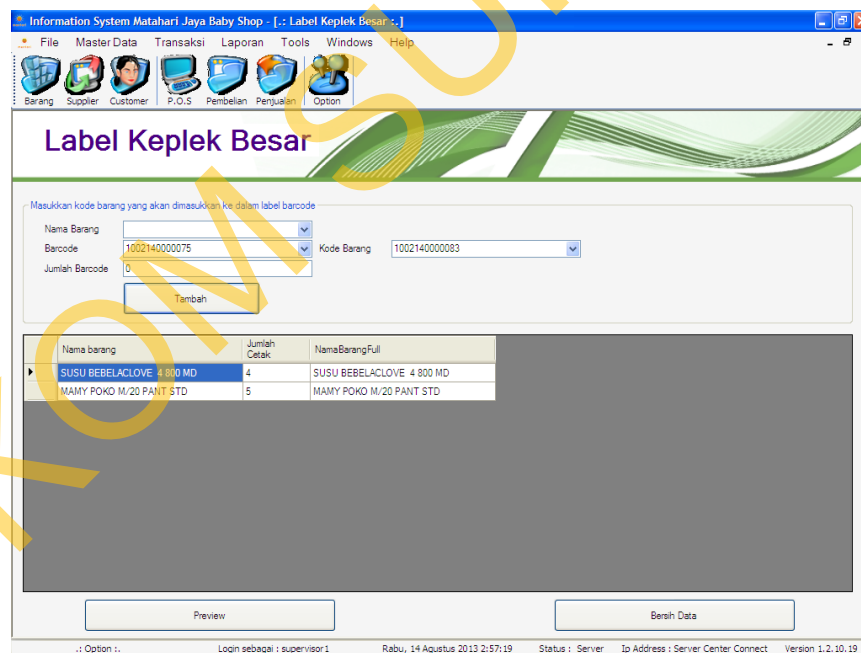 Information System Matahari Jaya Baby Shop - [.: Label Keplek Besar :.]
File Master Data Transaksi Laporan Tools Windows Help
Barang Supplier Customer P.O.S Pembelian Penjualan Option
Label Keplek Besar
Masukkan kode barang yang akan dimasukkan ke dalam label barcode
Nama Barang
Barcode 1002140000075 Kode Barang 1002140000083
Jumlah Barcode 0
Tambah
Nama barang Jumlah Cetak NamaBarangFull
SUSU BEBELACLOVE 4 800 MD 4 SUSU BEBELACLOVE 4 800 MD
MAMY POKO M/20 PANT STD 5 MAMY POKO M/20 PANT STD
Preview Bersih Data
.: Option :. Login sebagai : supervisor1 Rabu, 14 Agustus 2013 2:57:19 Status : Server Ip Address : Server Center Connect Version 1.2.10.19